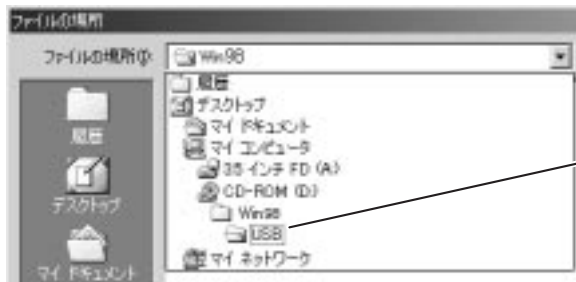 ファイルの場所
ファイルの場所(I):
Win98
履歴
デスクトップ
マイ ドキュメント
マイ コンピュータ
3.5 インチ FD (A:)
CD-ROM (D:)
Win98
USB
マイ ネットワーク
履歴
デスクトップ
マイ ドキュメント